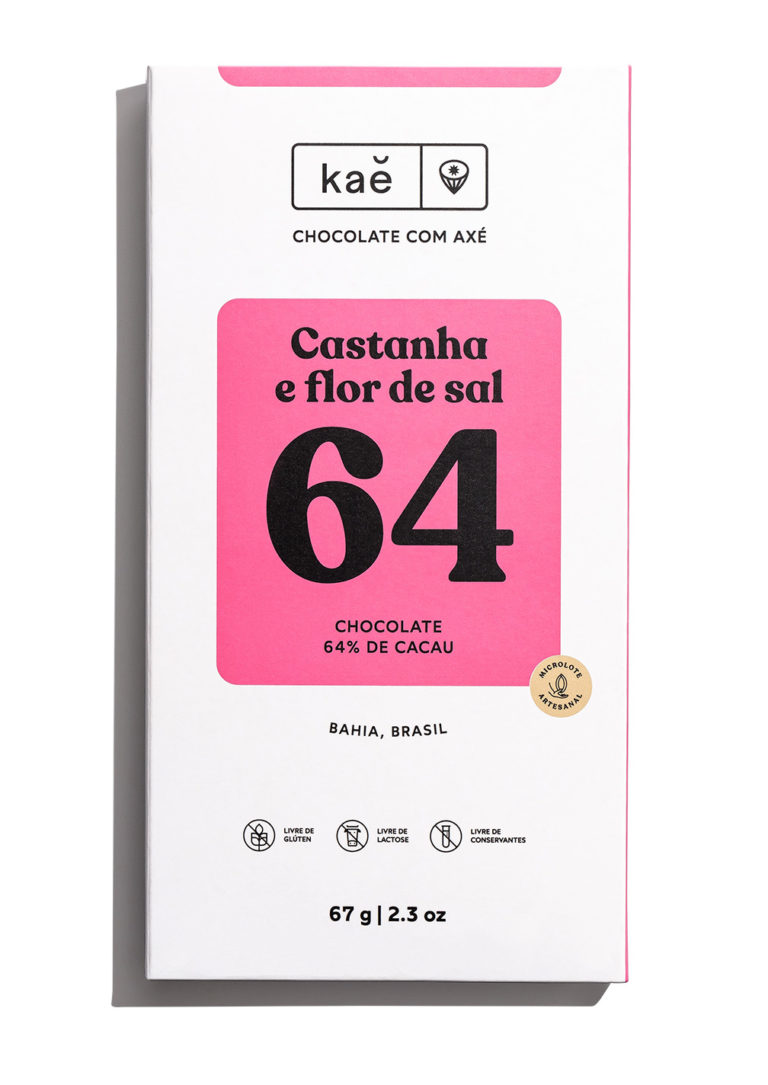 kaĕ
CHOCOLATE COM AXÉ
Castanha
e flor de sal
64
CHOCOLATE
64% DE CACAU
MICROLOTE
ARTESANAL
BAHIA, BRASIL
LIVRE DE
GLÚTEN
LIVRE DE
LACTOSE
LIVRE DE
CONSERVANTES
67 g | 2.3 oz